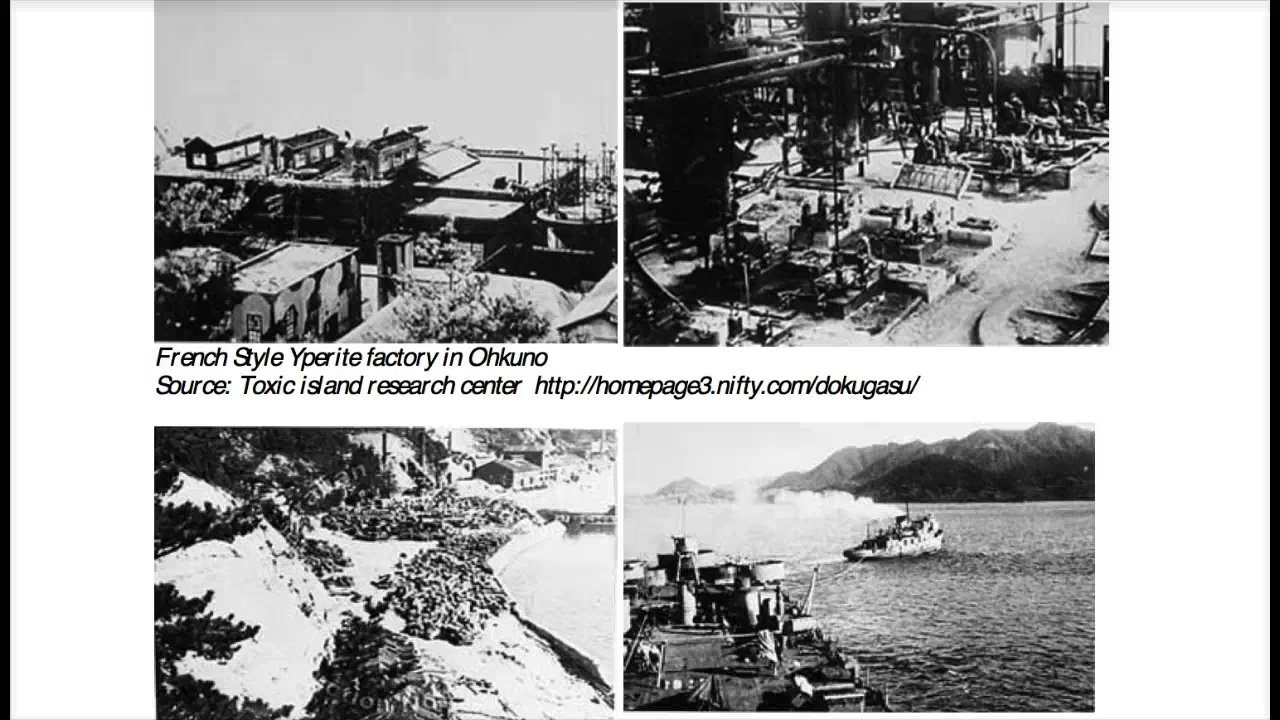 French Style Yperite factory in Ohkuno
Source: Toxic island research center http://homepage3.nifty.com/dokugasu/